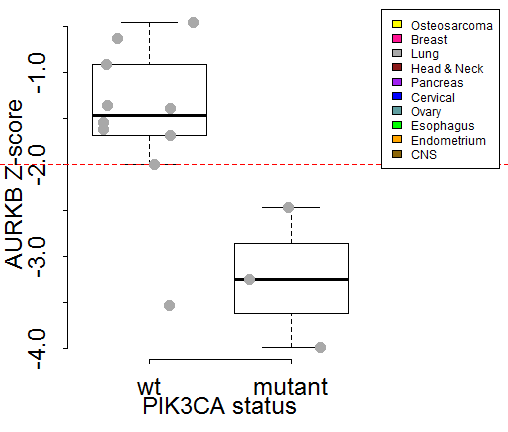 Osteosarcoma
Breast
Lung
Head & Neck
Pancreas
Cervical
Ovary
Esophagus
Endometrium
CNS
AURKB Z-score
-1.0
-2.0
-3.0
-4.0
wt mutant
PIK3CA status